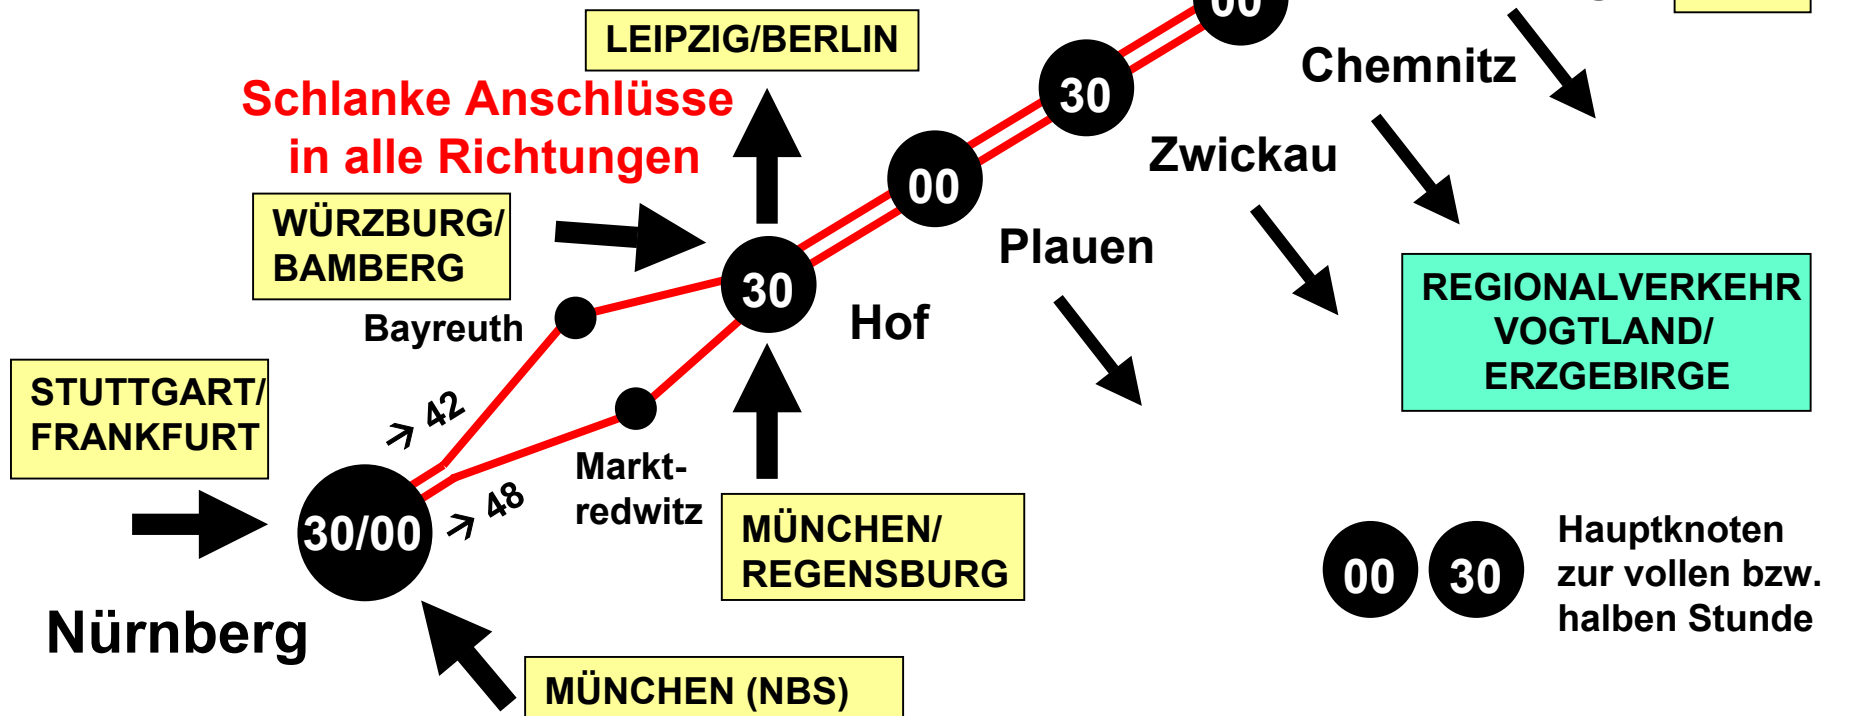 00
LEIPZIG/BERLIN
Chemnitz
30
Schlanke Anschlüsse
in alle Richtungen
Zwickau
00
WÜRZBURG/
BAMBERG
Plauen
30
Hof
Bayreuth
REGIONALVERKEHR
VOGTLAND/
ERZGEBIRGE
STUTTGART/
FRANKFURT
→ 42
Markt-
redwitz
→ 48
30/00
MÜNCHEN/
REGENSBURG
00 30
Hauptknoten
zur vollen bzw.
halben Stunde
Nürnberg
MÜNCHEN (NBS)